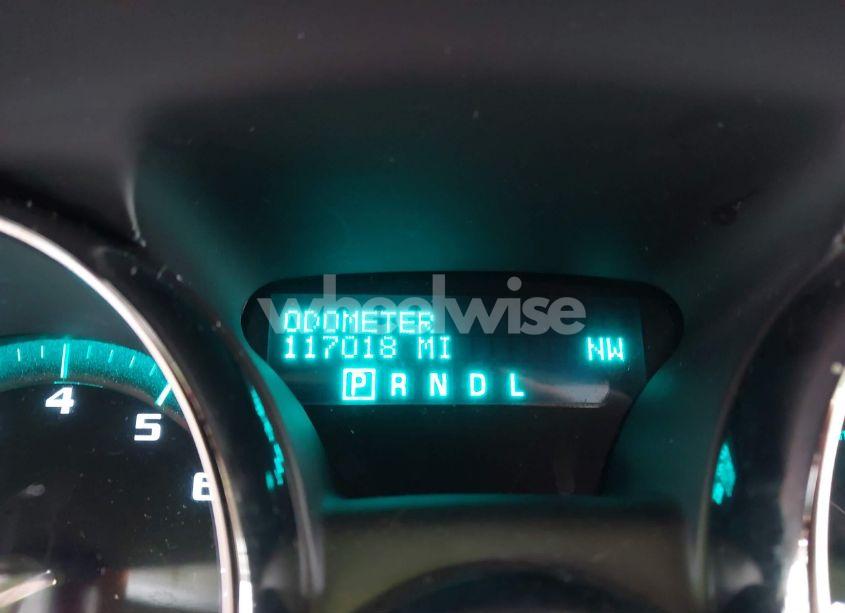 wheelwise
ODOMETER
117018 MI NW
P R N D L
4
5
6